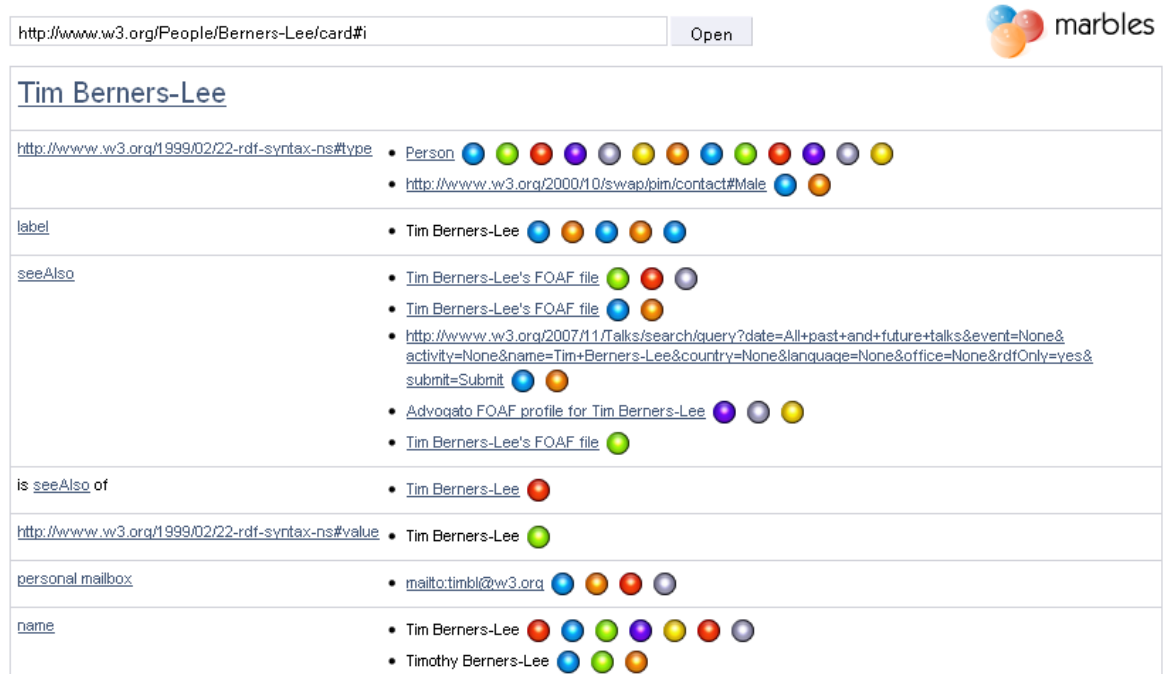 http://www.w3.org/People/Berners-Lee/card#i
Open
marbles
Tim Berners-Lee
http://www.w3.org/1999/02/22-rdf-syntax-ns#type
• Person
• http://www.w3.org/2000/10/swap/pim/contact#Male
label
• Tim Berners-Lee
seeAlso
• Tim Berners-Lee's FOAF file
• Tim Berners-Lee's FOAF file
• http://www.w3.org/2007/11/Talks/search/query?date=All+past+and+future+talks&event=None&
activity=None&name=Tim+Berners-Lee&country=None&language=None&office=None&rdfOnly=yes&
submit=Submit
• Advogato FOAF profile for Tim Berners-Lee
• Tim Berners-Lee's FOAF file
is seeAlso of
• Tim Berners-Lee
http://www.w3.org/1999/02/22-rdf-syntax-ns#value
• Tim Berners-Lee
personal mailbox
• mailto:timbl@w3.org
name
• Tim Berners-Lee
• Timothy Berners-Lee